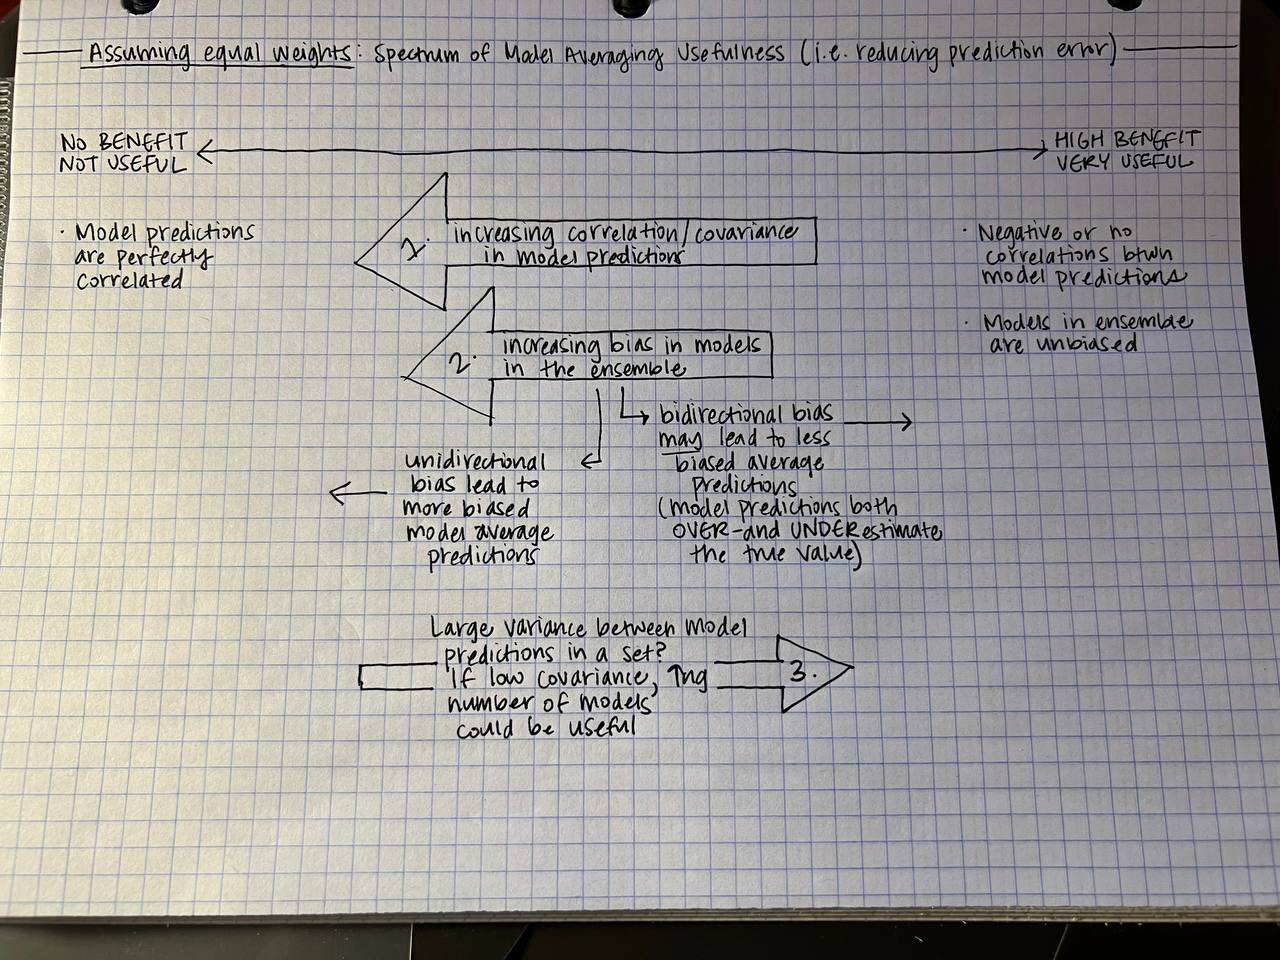 Assuming equal weights: Spectrum of Model Averaging Usefulness (i.e. reducing prediction error)
NO BENEFIT
NOT USEFUL
HIGH BENEFIT
VERY USEFUL
· Model predictions
are perfectly
correlated
1.
increasing correlation/covariance
in model predictions
· Negative or no
correlations btwn
model predictions
· Models in ensemble
are unbiased
2.
increasing bias in models
in the ensemble
unidirectional
bias lead to
more biased
model average
predictions
bidirectional bias
may lead to less
biased average
predictions
(model predictions both
OVER-and UNDERestimate
the true value)
Large variance between model
predictions in a set?
If low covariance, ↑ng
number of models
could be useful
3.